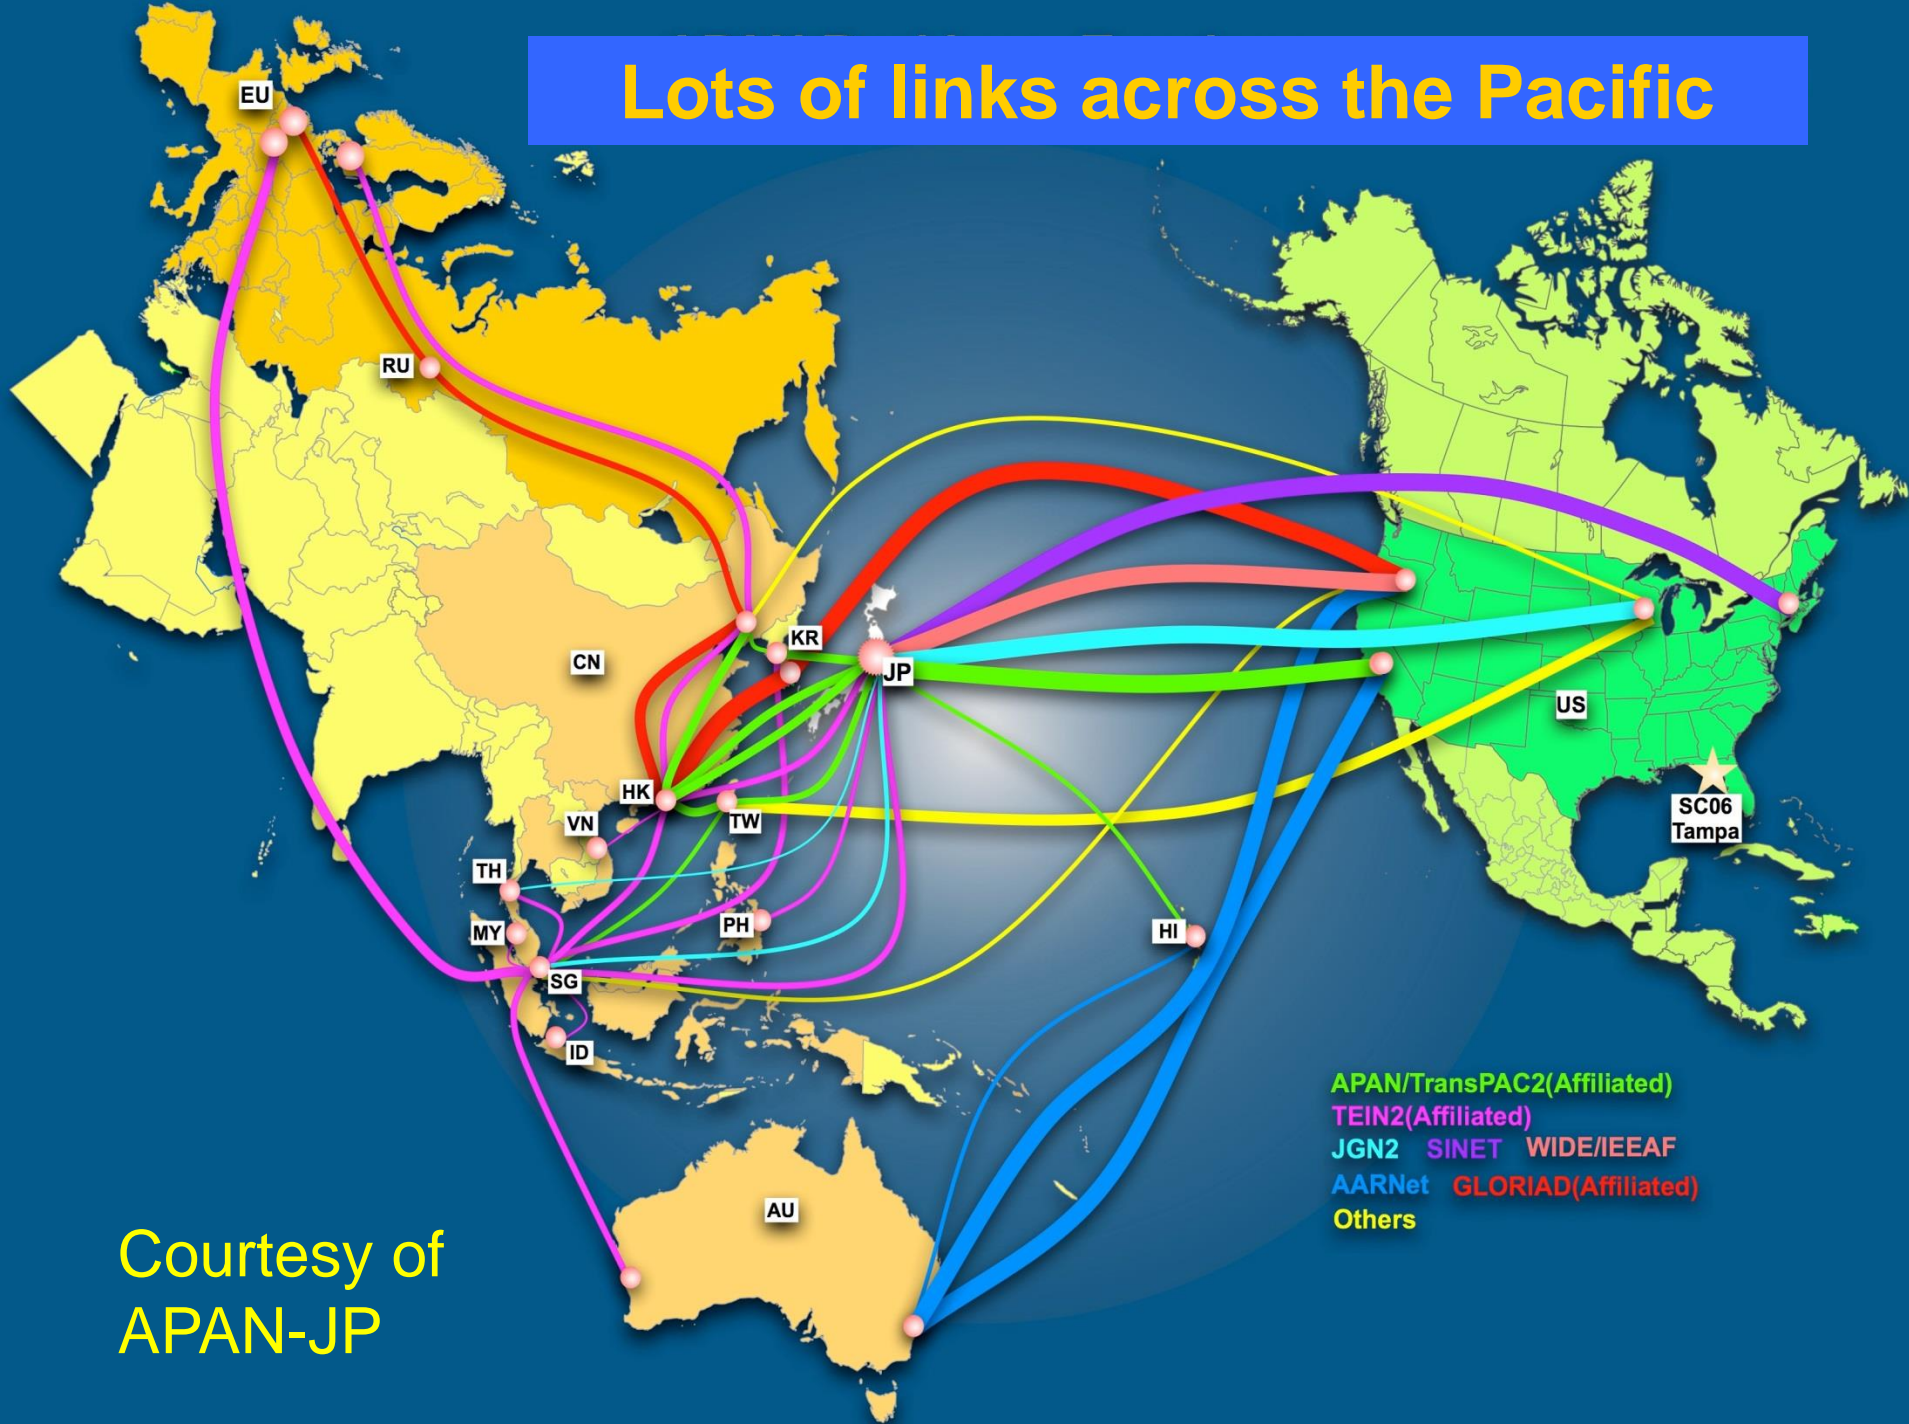 Lots of links across the Pacific
EU
RU
KR
JP
CN
US
HK
TW
VN
TH
MY
PH
SG
ID
HI
AU
SC06
Tampa
APAN/TransPAC2(Affiliated)
TEIN2(Affiliated)
JGN2 SINET WIDE/IEEAF
AARNet GLORIAD(Affiliated)
Others
Courtesy of
APAN-JP